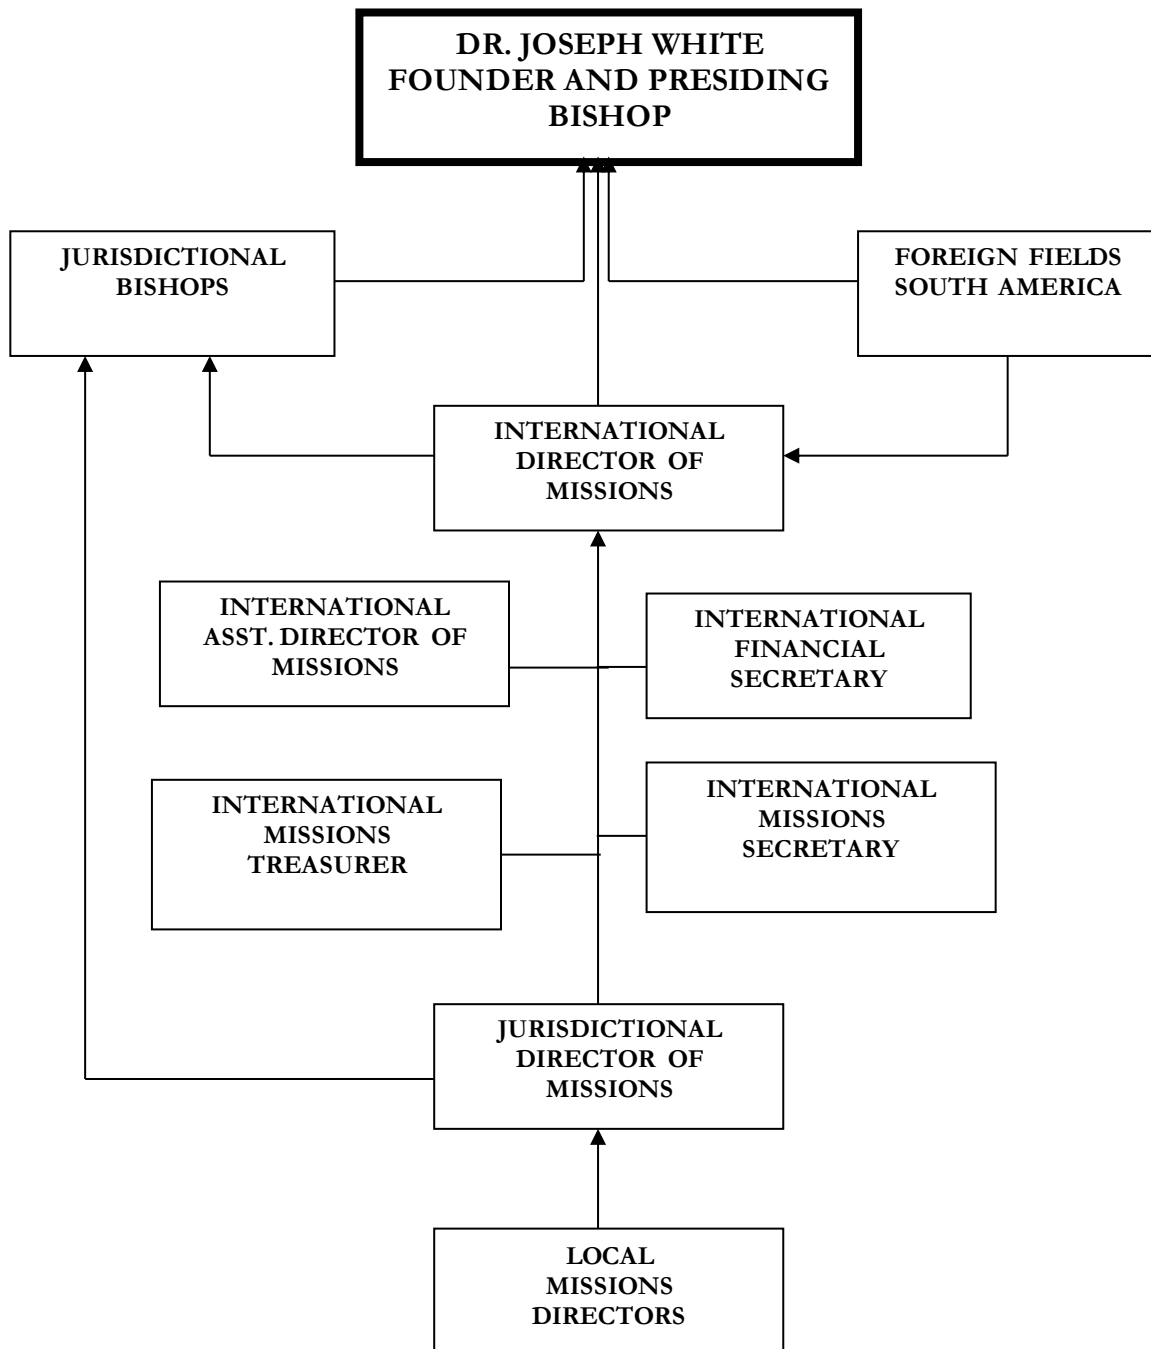 DR. JOSEPH WHITE
FOUNDER AND PRESIDING
BISHOP
JURISDICTIONAL
BISHOPS
FOREIGN FIELDS
SOUTH AMERICA
INTERNATIONAL
DIRECTOR OF
MISSIONS
INTERNATIONAL
ASST. DIRECTOR OF
MISSIONS
INTERNATIONAL
FINANCIAL
SECRETARY
INTERNATIONAL
MISSIONS
TREASURER
INTERNATIONAL
MISSIONS
SECRETARY
JURISDICTIONAL
DIRECTOR OF
MISSIONS
LOCAL
MISSIONS
DIRECTORS